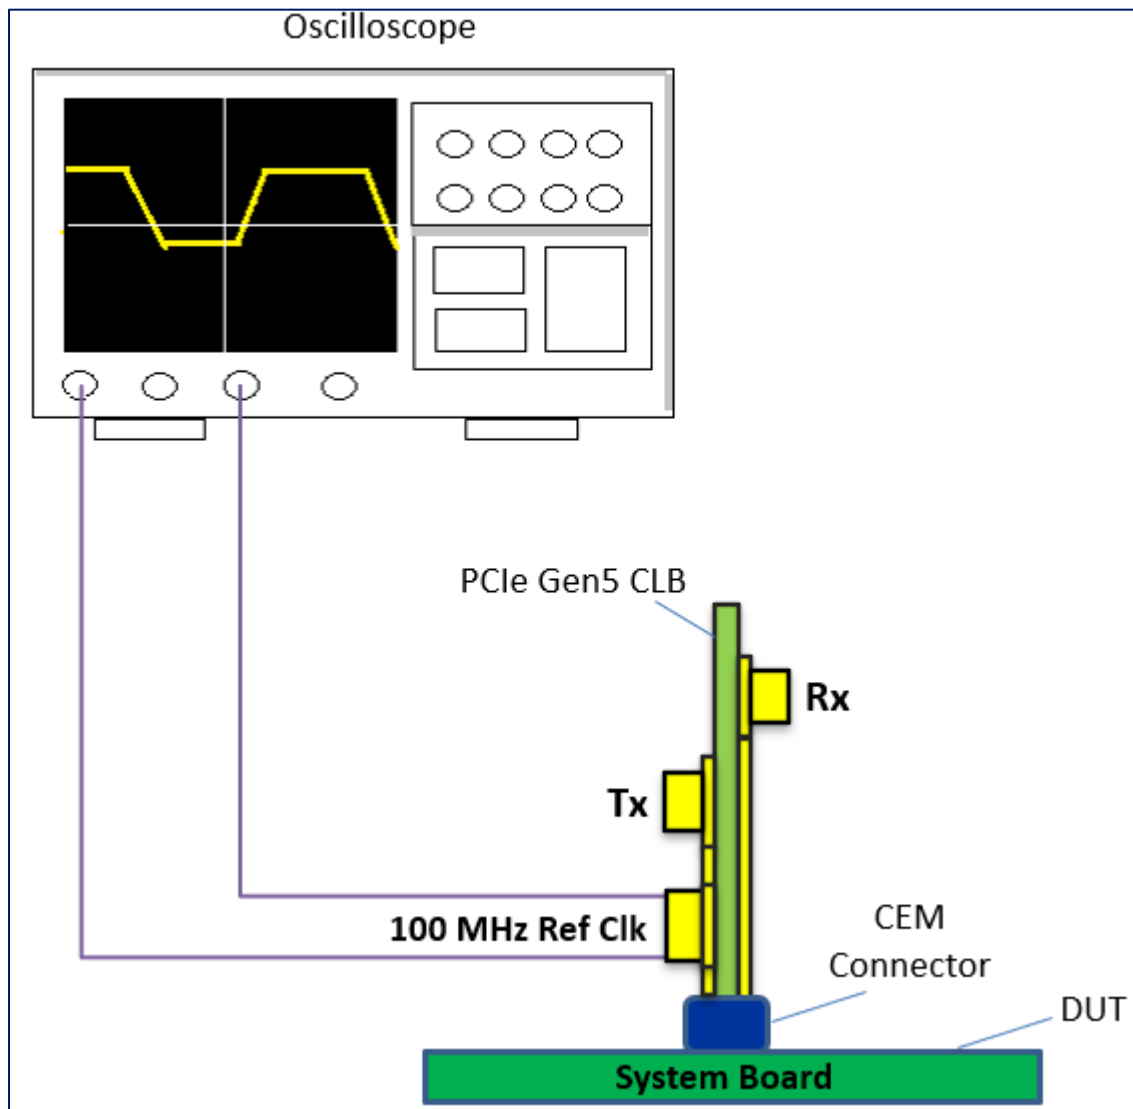 Oscilloscope
PCIe Gen5 CLB
Rx
Tx
100 MHz Ref Clk
CEM
Connector
DUT
System Board